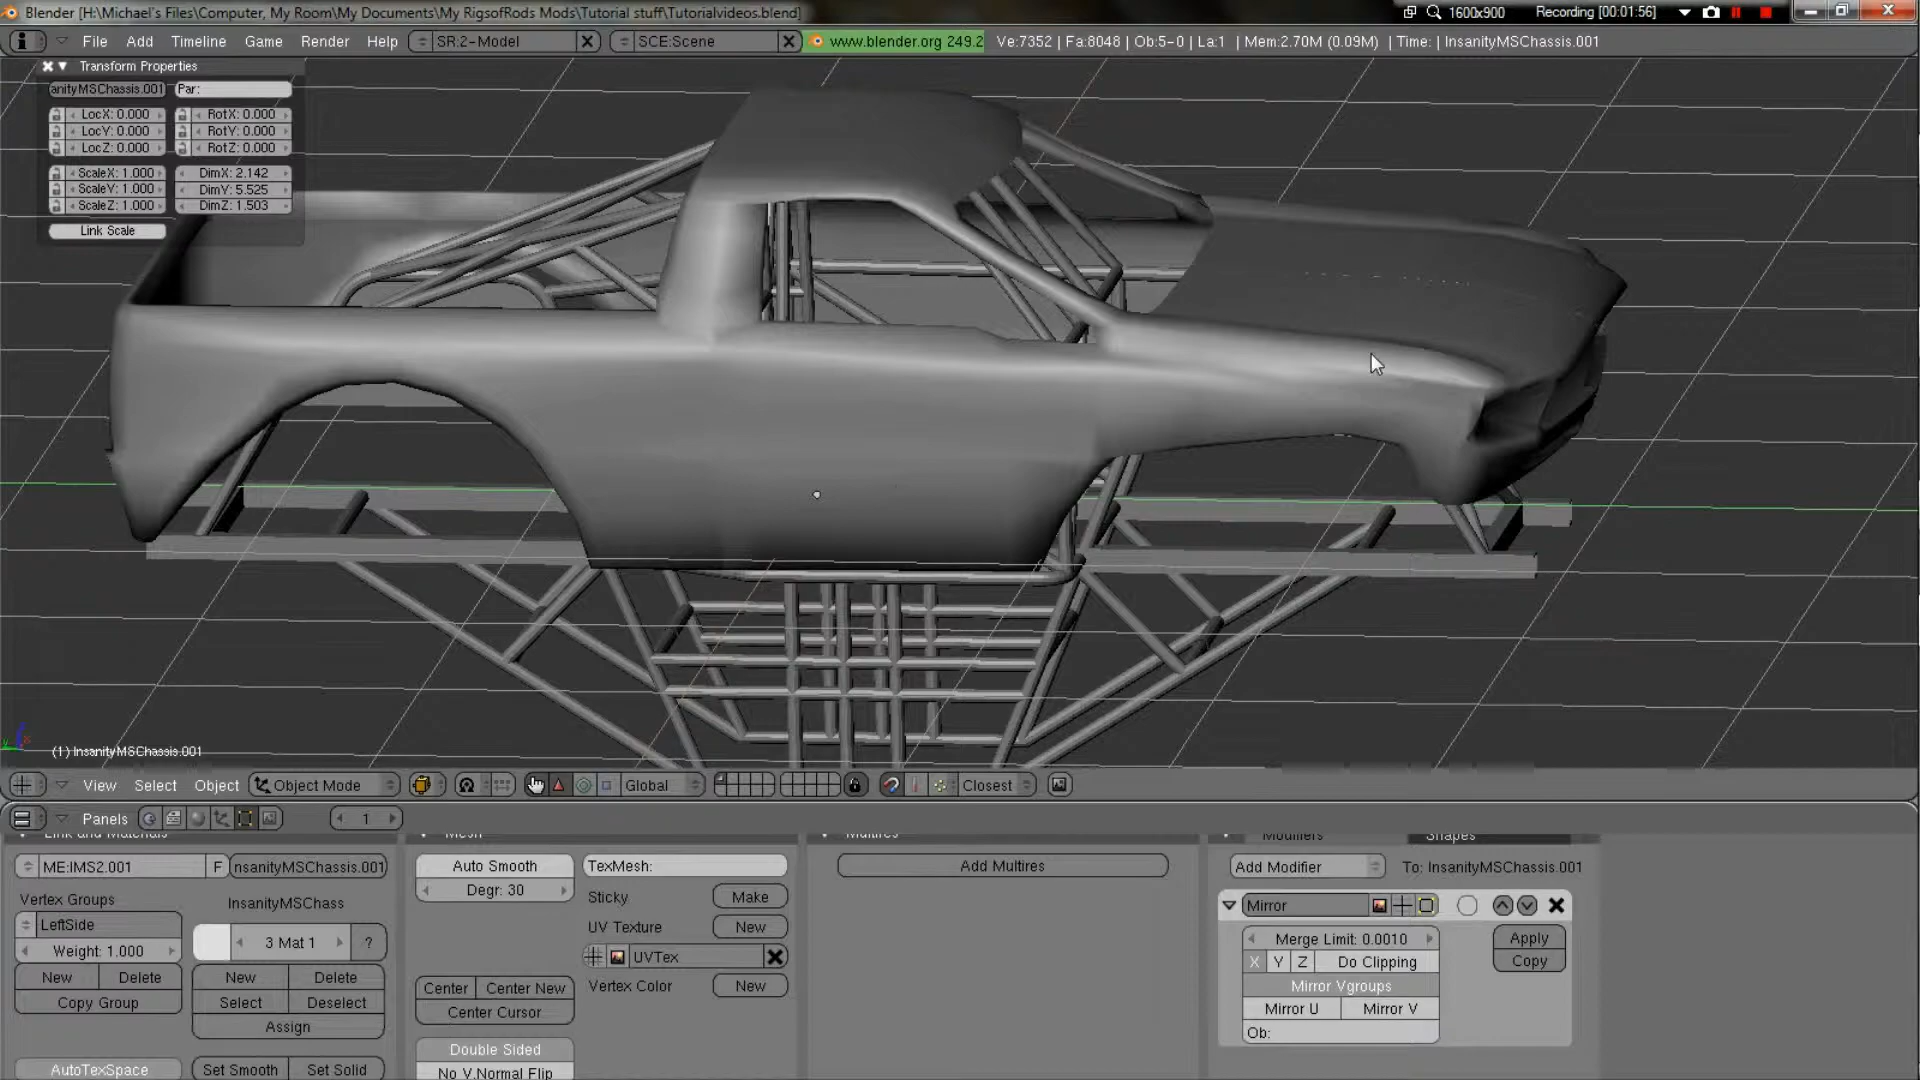 Blender [H:\Michael's Files\Computer, My Room\My Documents\My RigsofRods Mods\Tutorial stuff\Tutorialvideos.blend]
1600x900
Recording [00:01:56]
File Add Timeline Game Render Help
SR:2-Model
SCE:Scene
www.blender.org 249.2
Ve:7352 | Fa:8048 | Ob:5-0 | La:1 | Mem:2.70M (0.09M) | Time: | InsanityMSChassis.001
Transform Properties
anityMSChassis.001
Par:
LocX: 0.000
RotX: 0.000
LocY: 0.000
RotY: 0.000
LocZ: 0.000
RotZ: 0.000
ScaleX: 1.000
DimX: 2.142
ScaleY: 1.000
DimY: 5.525
ScaleZ: 1.000
DimZ: 1.503
Link Scale
(1) InsanityMSChassis.001
View Select Object
Object Mode
Global
Closest
Panels
1
Link and Materials
Mesh
Multires
Modifiers
Shapes
ME:IMS2.001
F
nsanityMSChassis.001
Vertex Groups
InsanityMSChass
LeftSide
Weight: 1.000
3 Mat 1
?
New
Delete
New
Delete
Copy Group
Select
Deselect
Assign
AutoTexSpace
Set Smooth
Set Solid
Auto Smooth
Degr: 30
TexMesh:
Sticky
Make
UV Texture
New
UVTex
Vertex Color
New
Center
Center New
Center Cursor
Double Sided
No V.Normal Flip
Add Multires
Add Modifier
To: InsanityMSChassis.001
Mirror
Merge Limit: 0.0010
Apply
X
Y
Z
Do Clipping
Copy
Mirror Vgroups
Mirror U
Mirror V
Ob: